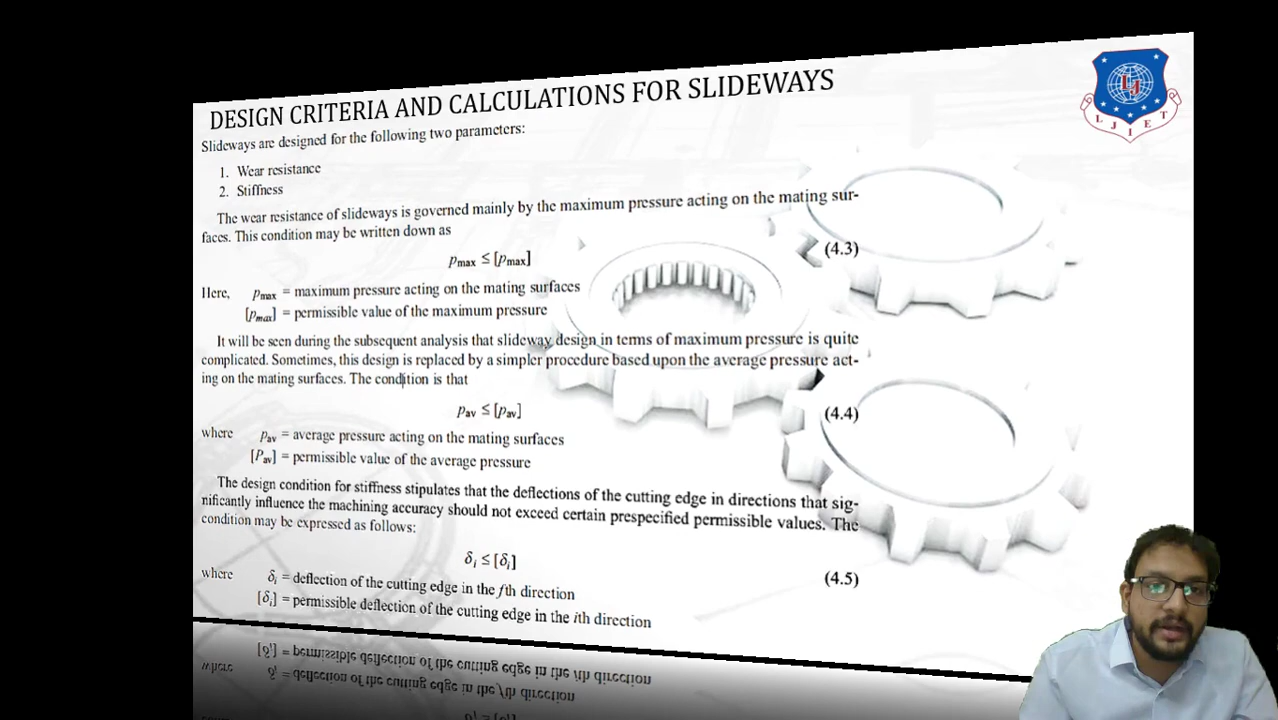 DESIGN CRITERIA AND CALCULATIONS FOR SLIDEWAYS
L J I E T
Slideways are designed for the following two parameters:
1. Wear resistance
2. Stiffness
The wear resistance of slideways is governed mainly by the maximum pressure acting on the mating sur-
faces. This condition may be written down as
pmax ≤ [pmax] (4.3)
Here, pmax = maximum pressure acting on the mating surfaces
[pmax] = permissible value of the maximum pressure
It will be seen during the subsequent analysis that slideway design in terms of maximum pressure is quite
complicated. Sometimes, this design is replaced by a simpler procedure based upon the average pressure act-
ing on the mating surfaces. The condition is that
pav ≤ [pav] (4.4)
where pav = average pressure acting on the mating surfaces
[Pav] = permissible value of the average pressure
The design condition for stiffness stipulates that the deflections of the cutting edge in directions that sig-
nificantly influence the machining accuracy should not exceed certain prespecified permissible values. The
condition may be expressed as follows:
δi ≤ [δi] (4.5)
where δi = deflection of the cutting edge in the fth direction
[δi] = permissible deflection of the cutting edge in the ith direction